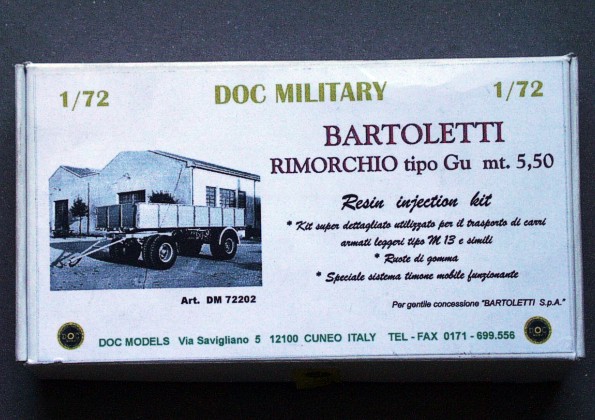 1/72 DOC MILITARY 1/72
BARTOLETTI
RIMORCHIO tipo Gu mt. 5,50
Resin injection kit
* Kit super dettagliato utilizzato per il trasporto di carri
armati leggeri tipo M 13 e simili
* Ruote di gomma
* Speciale sistema timone mobile funzionante
Art. DM 72202
Per gentile concessione "BARTOLETTI S.p.A."
DOC MODELS Via Savigliano 5 12100 CUNEO ITALY TEL - FAX 0171 - 699.556
DOC
DOC